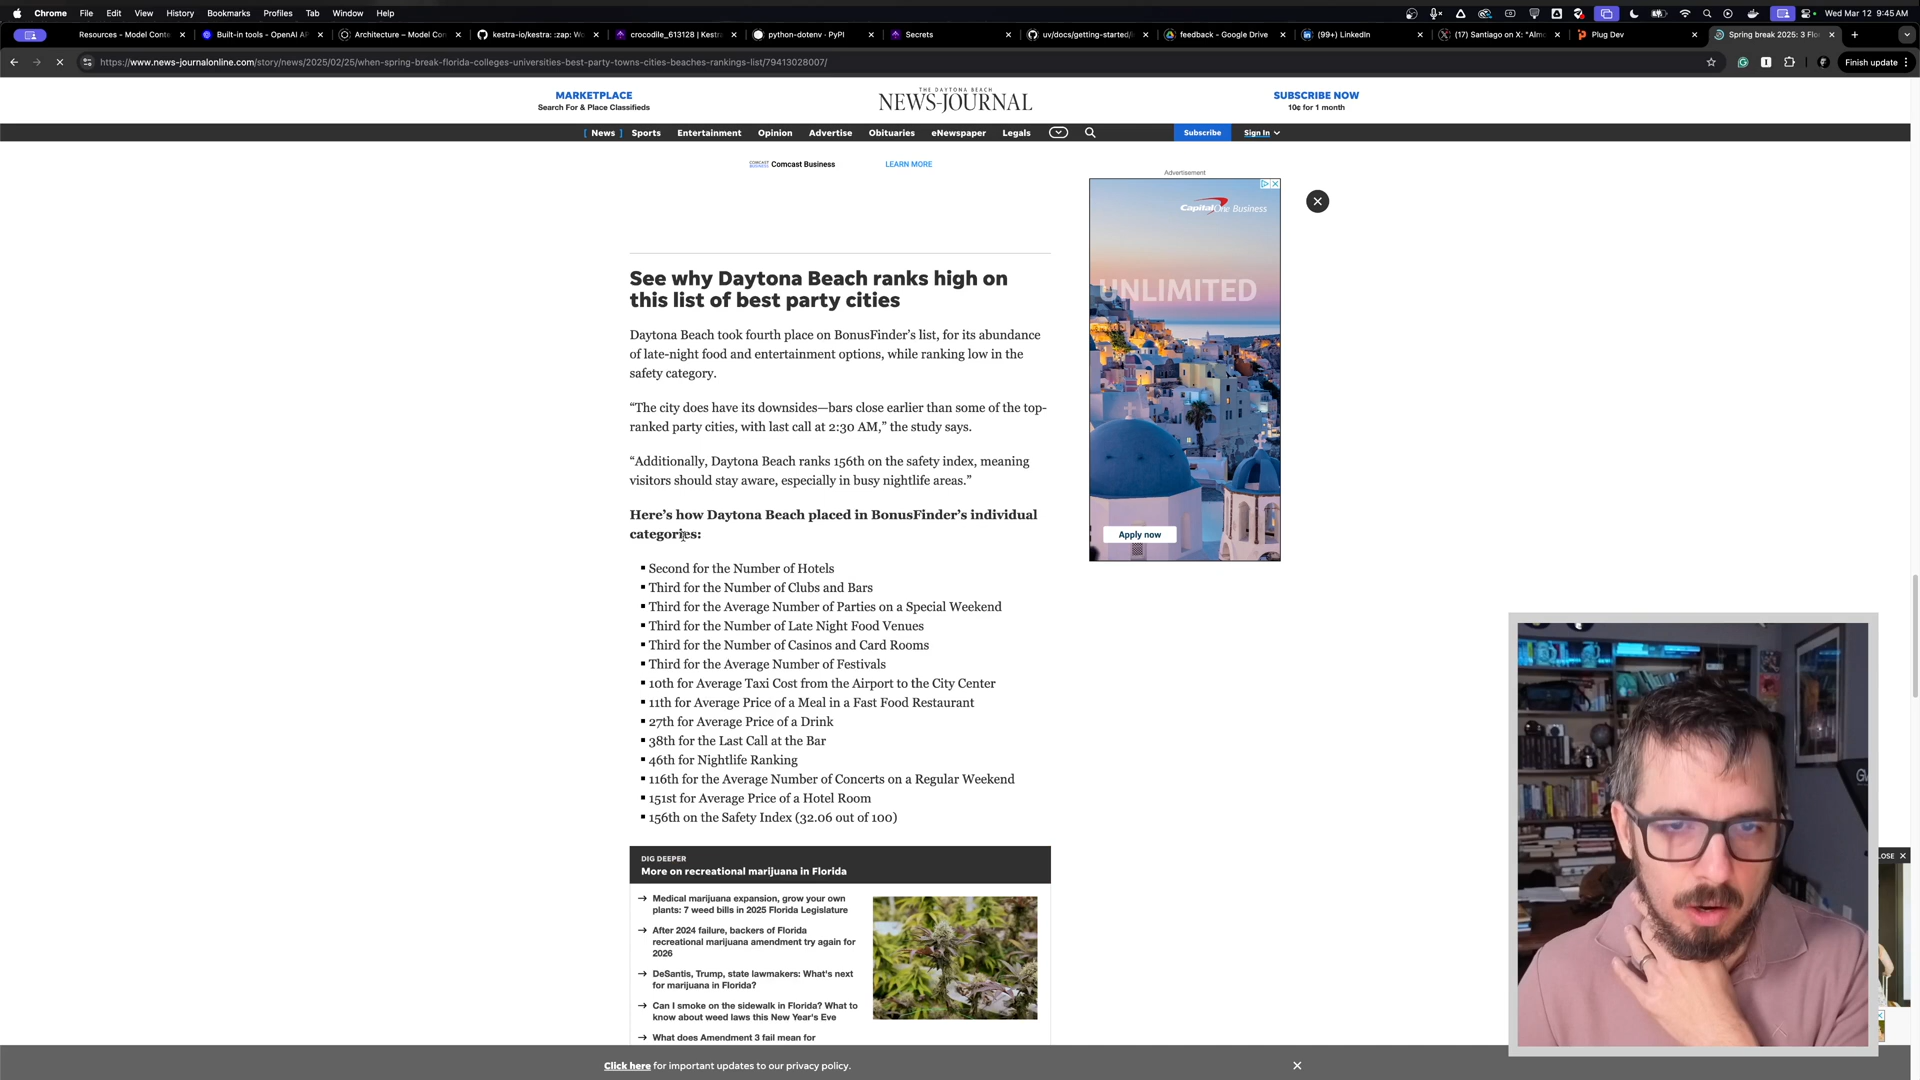 Chrome File Edit View History Bookmarks Profiles Tab Window Help Wed Mar 12 9:45 AM
Resources - Model Conte Built-in tools - OpenAI AP Architecture – Model Con kestra-io/kestra: :zap: Wo crocodile_613128 | Kestra python-dotenv · PyPI Secrets uv/docs/getting-started/i feedback - Google Drive (99+) LinkedIn (17) Santiago on X: "Almo Plug Dev Spring break 2025: 3 Flo
https://www.news-journalonline.com/story/news/2025/02/25/when-spring-break-florida-colleges-universities-best-party-towns-cities-beaches-rankings-list/79413028007/ Finish update
MARKETPLACE
Search For & Place Classifieds
THE DAYTONA BEACH
NEWS-JOURNAL
SUBSCRIBE NOW
10¢ for 1 month
[ News ] Sports Entertainment Opinion Advertise Obituaries eNewspaper Legals Subscribe Sign In
COMCAST BUSINESS Comcast Business LEARN MORE
Advertisement
Capital One Business
UNLIMITED
Apply now
See why Daytona Beach ranks high on
this list of best party cities
Daytona Beach took fourth place on BonusFinder's list, for its abundance
of late-night food and entertainment options, while ranking low in the
safety category.
“The city does have its downsides—bars close earlier than some of the top-
ranked party cities, with last call at 2:30 AM,” the study says.
“Additionally, Daytona Beach ranks 156th on the safety index, meaning
visitors should stay aware, especially in busy nightlife areas.”
Here’s how Daytona Beach placed in BonusFinder’s individual
categories:
▪ Second for the Number of Hotels
▪ Third for the Number of Clubs and Bars
▪ Third for the Average Number of Parties on a Special Weekend
▪ Third for the Number of Late Night Food Venues
▪ Third for the Number of Casinos and Card Rooms
▪ Third for the Average Number of Festivals
▪ 10th for Average Taxi Cost from the Airport to the City Center
▪ 11th for Average Price of a Meal in a Fast Food Restaurant
▪ 27th for Average Price of a Drink
▪ 38th for the Last Call at the Bar
▪ 46th for Nightlife Ranking
▪ 116th for the Average Number of Concerts on a Regular Weekend
▪ 151st for Average Price of a Hotel Room
▪ 156th on the Safety Index (32.06 out of 100)
DIG DEEPER
More on recreational marijuana in Florida
→ Medical marijuana expansion, grow your own
plants: 7 weed bills in 2025 Florida Legislature
→ After 2024 failure, backers of Florida
recreational marijuana amendment try again for
2026
→ DeSantis, Trump, state lawmakers: What's next
for marijuana in Florida?
→ Can I smoke on the sidewalk in Florida? What to
know about weed laws this New Year's Eve
→ What does Amendment 3 fail mean for
LOSE ×
Click here for important updates to our privacy policy.